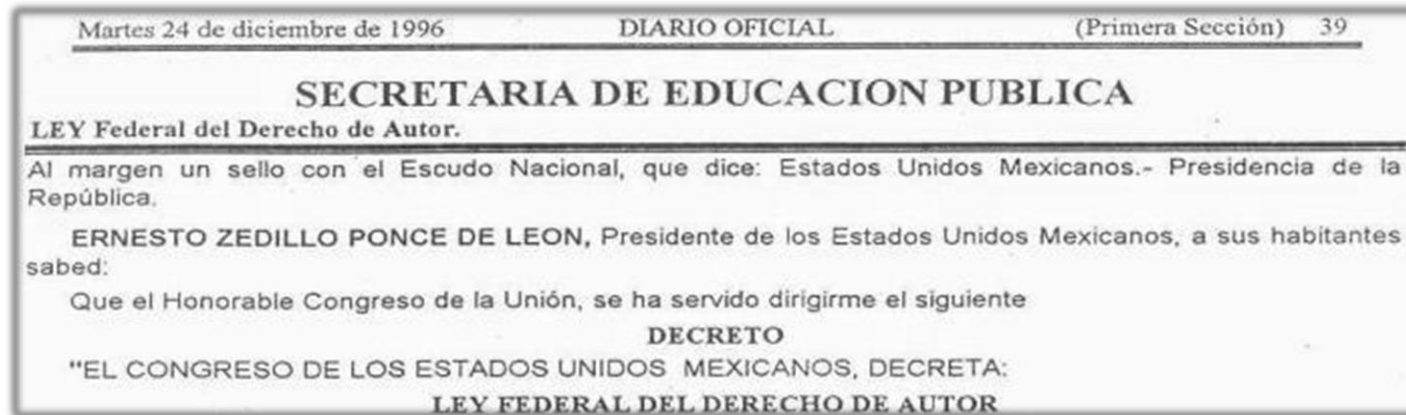 Martes 24 de diciembre de 1996 DIARIO OFICIAL (Primera Sección) 39
SECRETARIA DE EDUCACION PUBLICA
LEY Federal del Derecho de Autor.
Al margen un sello con el Escudo Nacional, que dice: Estados Unidos Mexicanos.- Presidencia de la
República.
ERNESTO ZEDILLO PONCE DE LEON, Presidente de los Estados Unidos Mexicanos, a sus habitantes
sabed:
Que el Honorable Congreso de la Unión, se ha servido dirigirme el siguiente
DECRETO
"EL CONGRESO DE LOS ESTADOS UNIDOS MEXICANOS, DECRETA:
LEY FEDERAL DEL DERECHO DE AUTOR